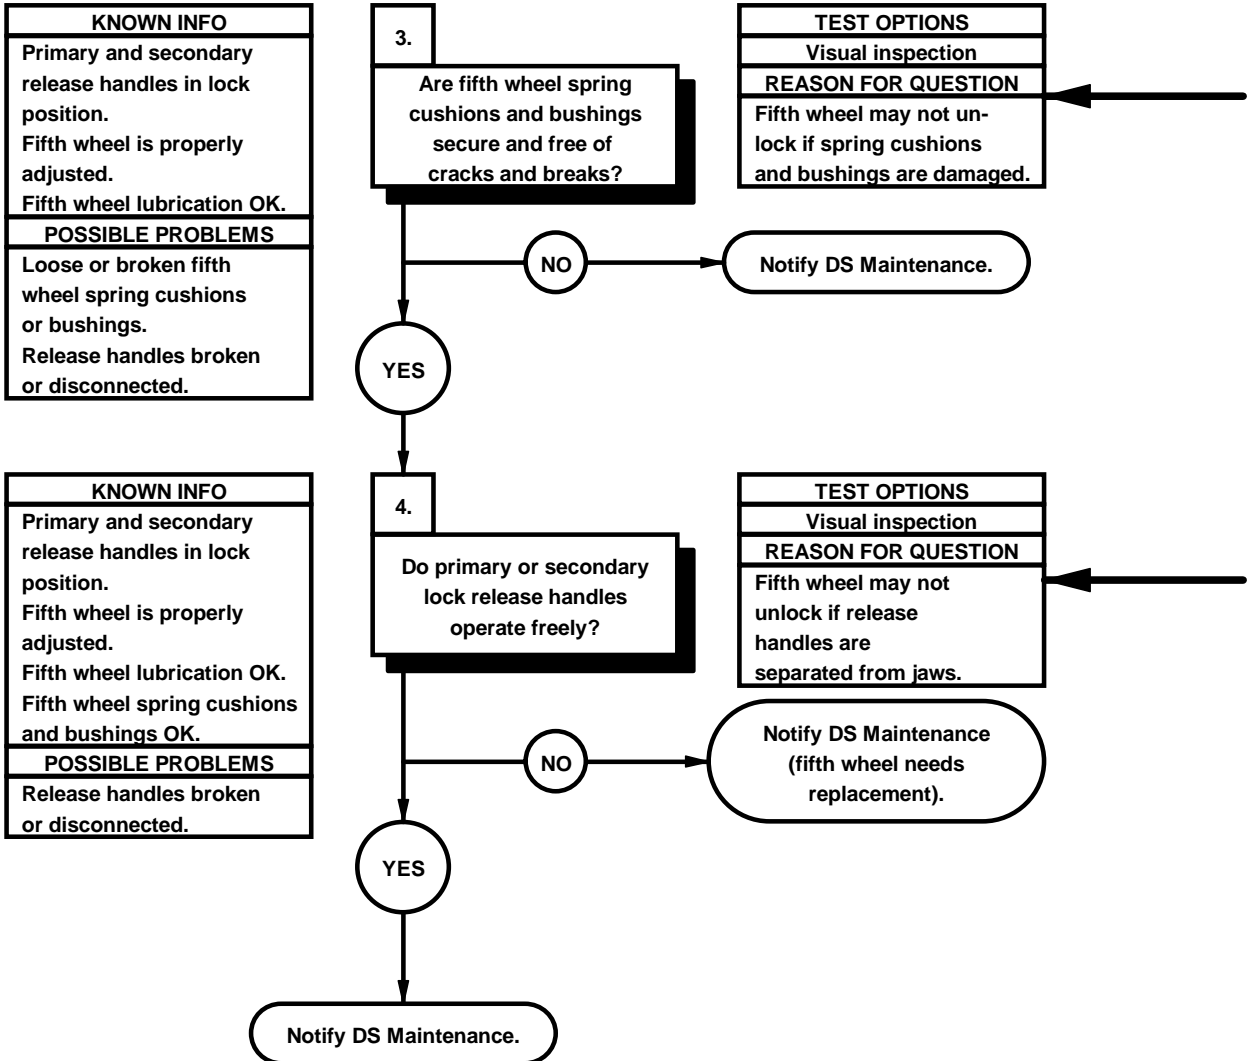 KNOWN INFO
Primary and secondary
release handles in lock
position.
Fifth wheel is properly
adjusted.
Fifth wheel lubrication OK.
POSSIBLE PROBLEMS
Loose or broken fifth
wheel spring cushions
or bushings.
Release handles broken
or disconnected.
3.
Are fifth wheel spring
cushions and bushings
secure and free of
cracks and breaks?
TEST OPTIONS
Visual inspection
REASON FOR QUESTION
Fifth wheel may not un-
lock if spring cushions
and bushings are damaged.
NO
Notify DS Maintenance.
YES
KNOWN INFO
Primary and secondary
release handles in lock
position.
Fifth wheel is properly
adjusted.
Fifth wheel lubrication OK.
Fifth wheel spring cushions
and bushings OK.
POSSIBLE PROBLEMS
Release handles broken
or disconnected.
4.
Do primary or secondary
lock release handles
operate freely?
TEST OPTIONS
Visual inspection
REASON FOR QUESTION
Fifth wheel may not
unlock if release
handles are
separated from jaws.
NO
Notify DS Maintenance
(fifth wheel needs
replacement).
YES
Notify DS Maintenance.